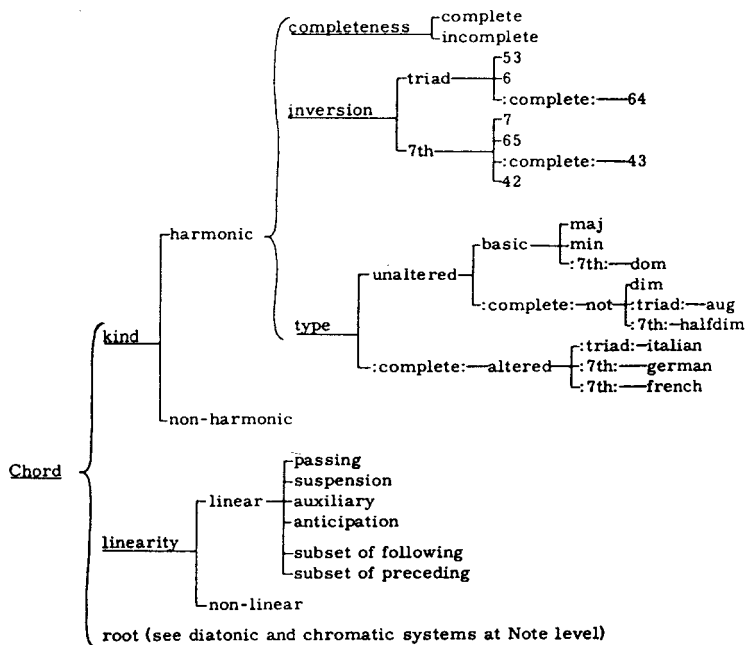 completeness complete
incomplete
53
triad 6
:complete: 64
inversion
7
65
7th :complete: 43
42
harmonic
maj
basic min
:7th: dom
unaltered
dim
:complete: not :triad: aug
:7th: halfdim
type
:triad: italian
:complete: altered :7th: german
:7th: french
kind
non-harmonic
Chord
passing
suspension
linear auxiliary
anticipation
linearity
subset of following
subset of preceding
non-linear
root (see diatonic and chromatic systems at Note level)